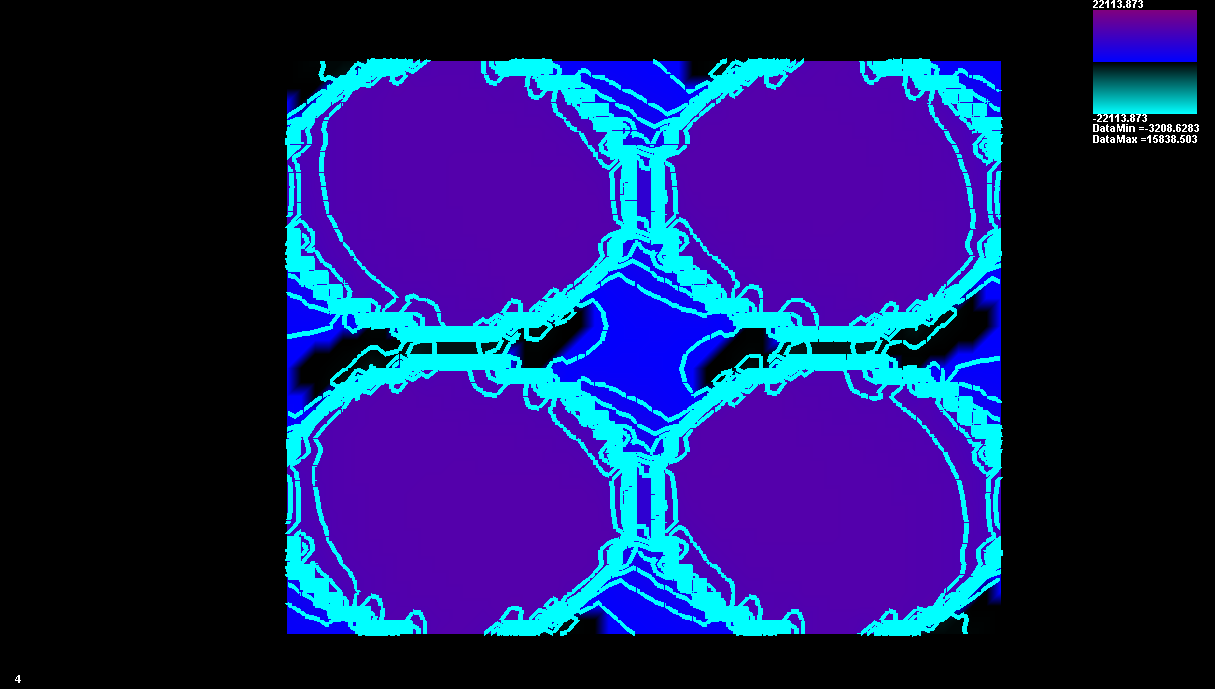 22113.873
-22113.873
DataMin =-3208.6283
DataMax =15838.503
4